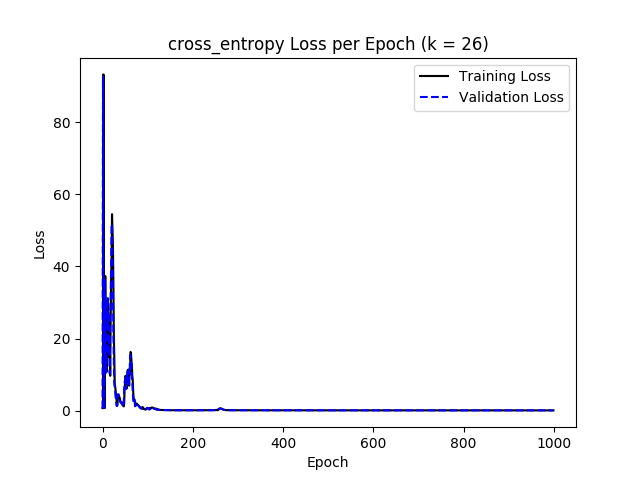 cross_entropy Loss per Epoch (k = 26)
Training Loss
Validation Loss
80
60
40
20
0
Loss
0 200 400 600 800 1000
Epoch